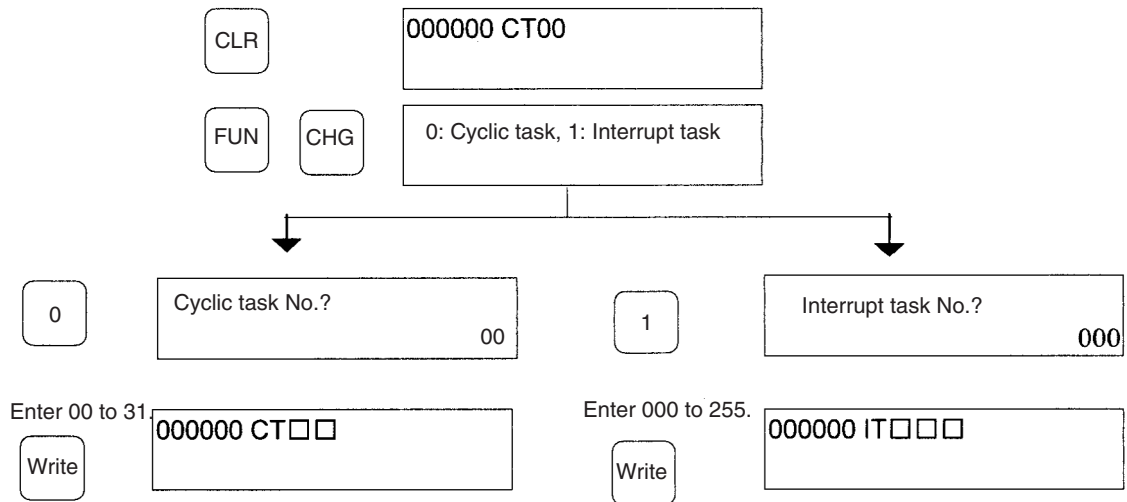 CLR
000000 CT00
FUN
CHG
0: Cyclic task, 1: Interrupt task
0
Cyclic task No.?
00
1
Interrupt task No.?
000
Enter 00 to 31.
000000 CT□□
Write
Enter 000 to 255.
000000 IT□□□
Write